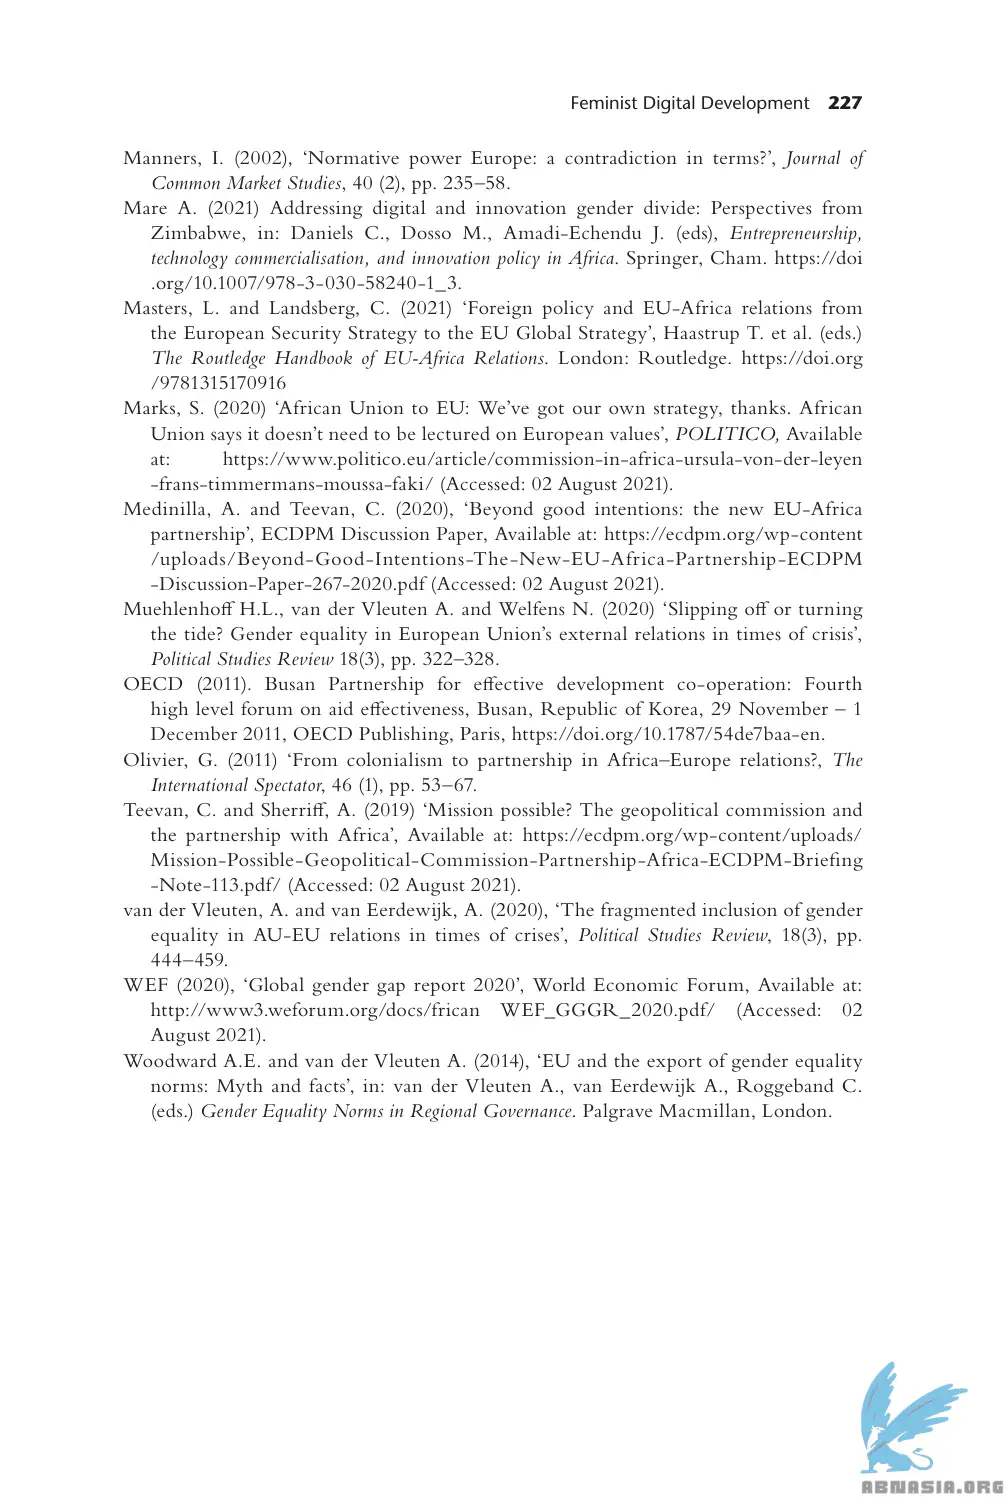 Feminist Digital Development 227
Manners, I. (2002), ‘Normative power Europe: a contradiction in terms?’, Journal of
Common Market Studies, 40 (2), pp. 235–58.
Mare A. (2021) Addressing digital and innovation gender divide: Perspectives from
Zimbabwe, in: Daniels C., Dosso M., Amadi-Echendu J. (eds), Entrepreneurship,
technology commercialisation, and innovation policy in Africa. Springer, Cham. https://doi
.org/10.1007/978-3-030-58240-1_3.
Masters, L. and Landsberg, C. (2021) ‘Foreign policy and EU-Africa relations from
the European Security Strategy to the EU Global Strategy’, Haastrup T. et al. (eds.)
The Routledge Handbook of EU-Africa Relations. London: Routledge. https://doi.org
/9781315170916
Marks, S. (2020) ‘African Union to EU: We’ve got our own strategy, thanks. African
Union says it doesn’t need to be lectured on European values’, POLITICO, Available
at: https://www.politico.eu/article/commission-in-africa-ursula-von-der-leyen
-frans-timmermans-moussa-faki/ (Accessed: 02 August 2021).
Medinilla, A. and Teevan, C. (2020), ‘Beyond good intentions: the new EU-Africa
partnership’, ECDPM Discussion Paper, Available at: https://ecdpm.org/wp-content
/uploads/Beyond-Good-Intentions-The-New-EU-Africa-Partnership-ECDPM
-Discussion-Paper-267-2020.pdf (Accessed: 02 August 2021).
Muehlenhoff H.L., van der Vleuten A. and Welfens N. (2020) ‘Slipping off or turning
the tide? Gender equality in European Union’s external relations in times of crisis’,
Political Studies Review 18(3), pp. 322–328.
OECD (2011). Busan Partnership for effective development co-operation: Fourth
high level forum on aid effectiveness, Busan, Republic of Korea, 29 November – 1
December 2011, OECD Publishing, Paris, https://doi.org/10.1787/54de7baa-en.
Olivier, G. (2011) ‘From colonialism to partnership in Africa–Europe relations?, The
International Spectator, 46 (1), pp. 53–67.
Teevan, C. and Sherriff, A. (2019) ‘Mission possible? The geopolitical commission and
the partnership with Africa’, Available at: https://ecdpm.org/wp-content/uploads/
Mission-Possible-Geopolitical-Commission-Partnership-Africa-ECDPM-Briefing
-Note-113.pdf/ (Accessed: 02 August 2021).
van der Vleuten, A. and van Eerdewijk, A. (2020), ‘The fragmented inclusion of gender
equality in AU-EU relations in times of crises’, Political Studies Review, 18(3), pp.
444–459.
WEF (2020), ‘Global gender gap report 2020’, World Economic Forum, Available at:
http://www3.weforum.org/docs/frican WEF_GGGR_2020.pdf/ (Accessed: 02
August 2021).
Woodward A.E. and van der Vleuten A. (2014), ‘EU and the export of gender equality
norms: Myth and facts’, in: van der Vleuten A., van Eerdewijk A., Roggeband C.
(eds.) Gender Equality Norms in Regional Governance. Palgrave Macmillan, London.
ABNASIA.ORG